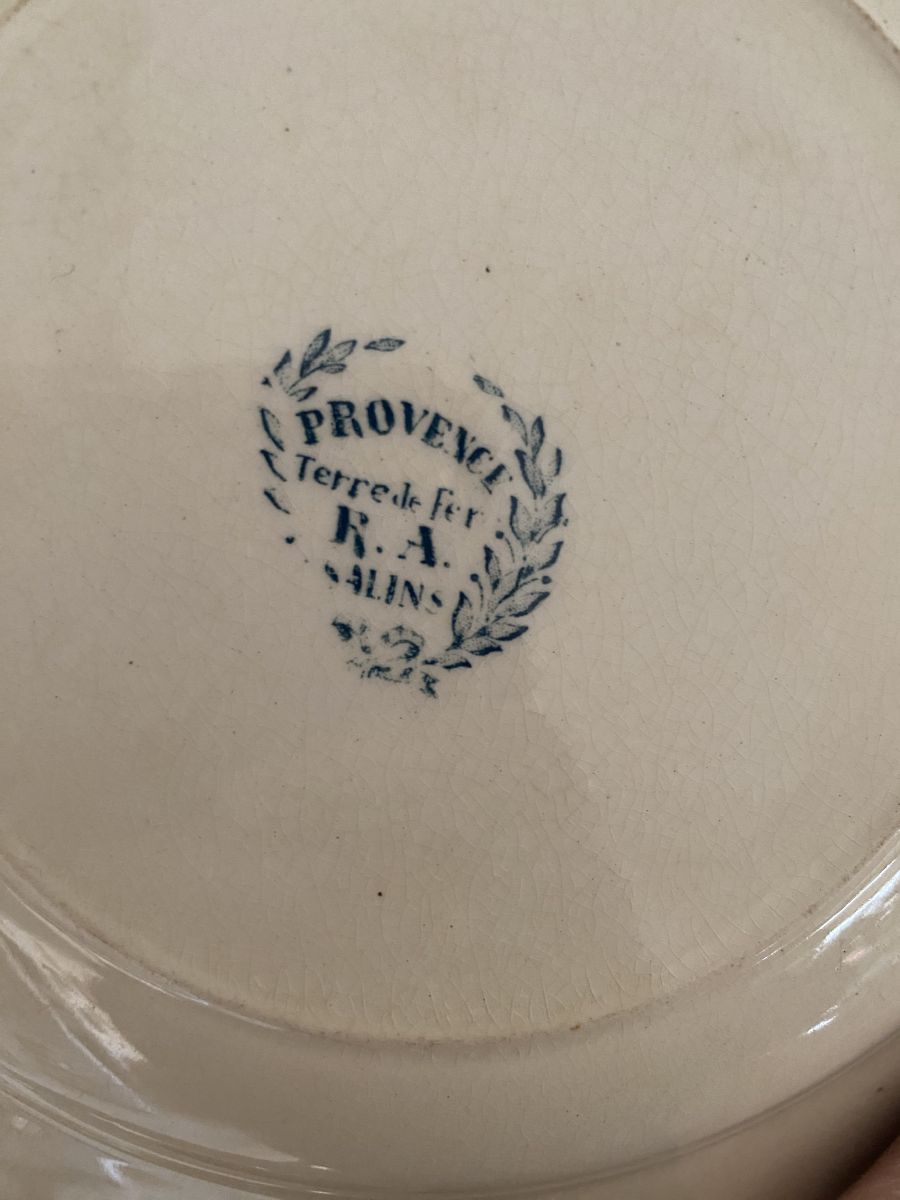 PROVENCE
Terre de Fer
R. A.
SALINS